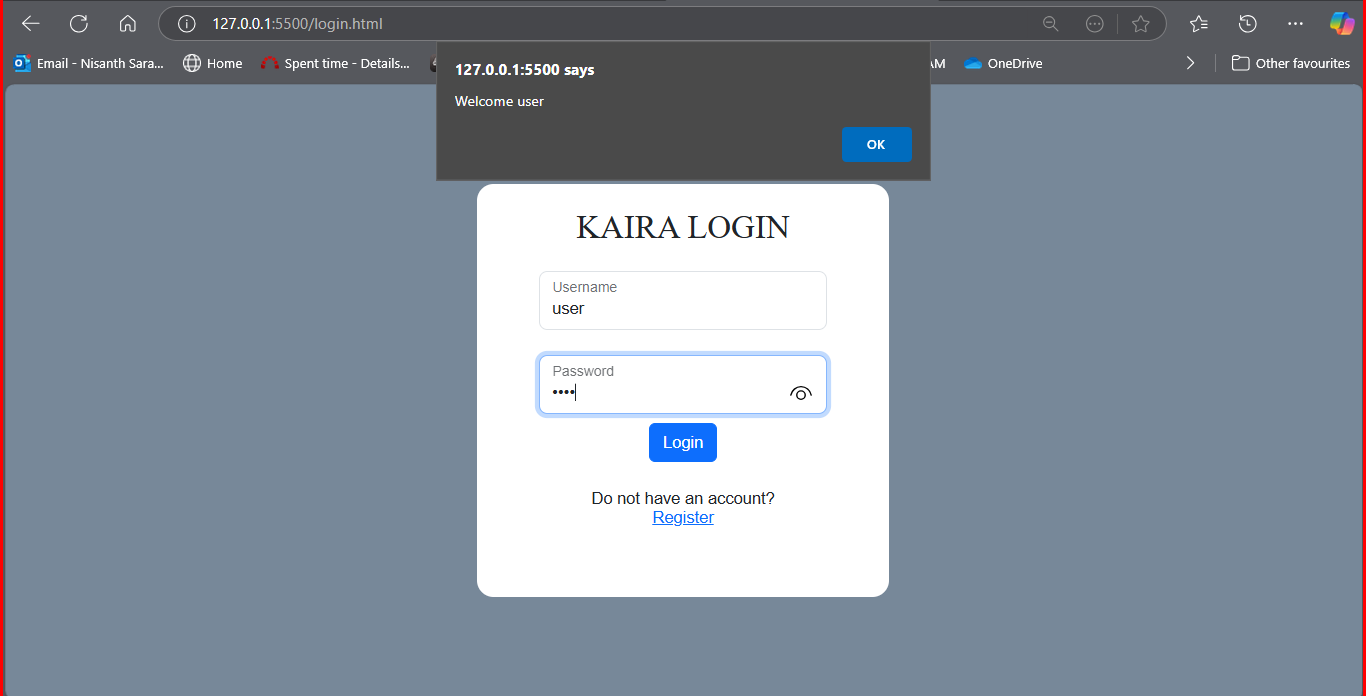 127.0.0.1:5500/login.html
Email - Nisanth Sara... Home Spent time - Details... AM OneDrive Other favourites
127.0.0.1:5500 says
Welcome user
OK
KAIRA LOGIN
Username
user
Password
••••
Login
Do not have an account?
Register